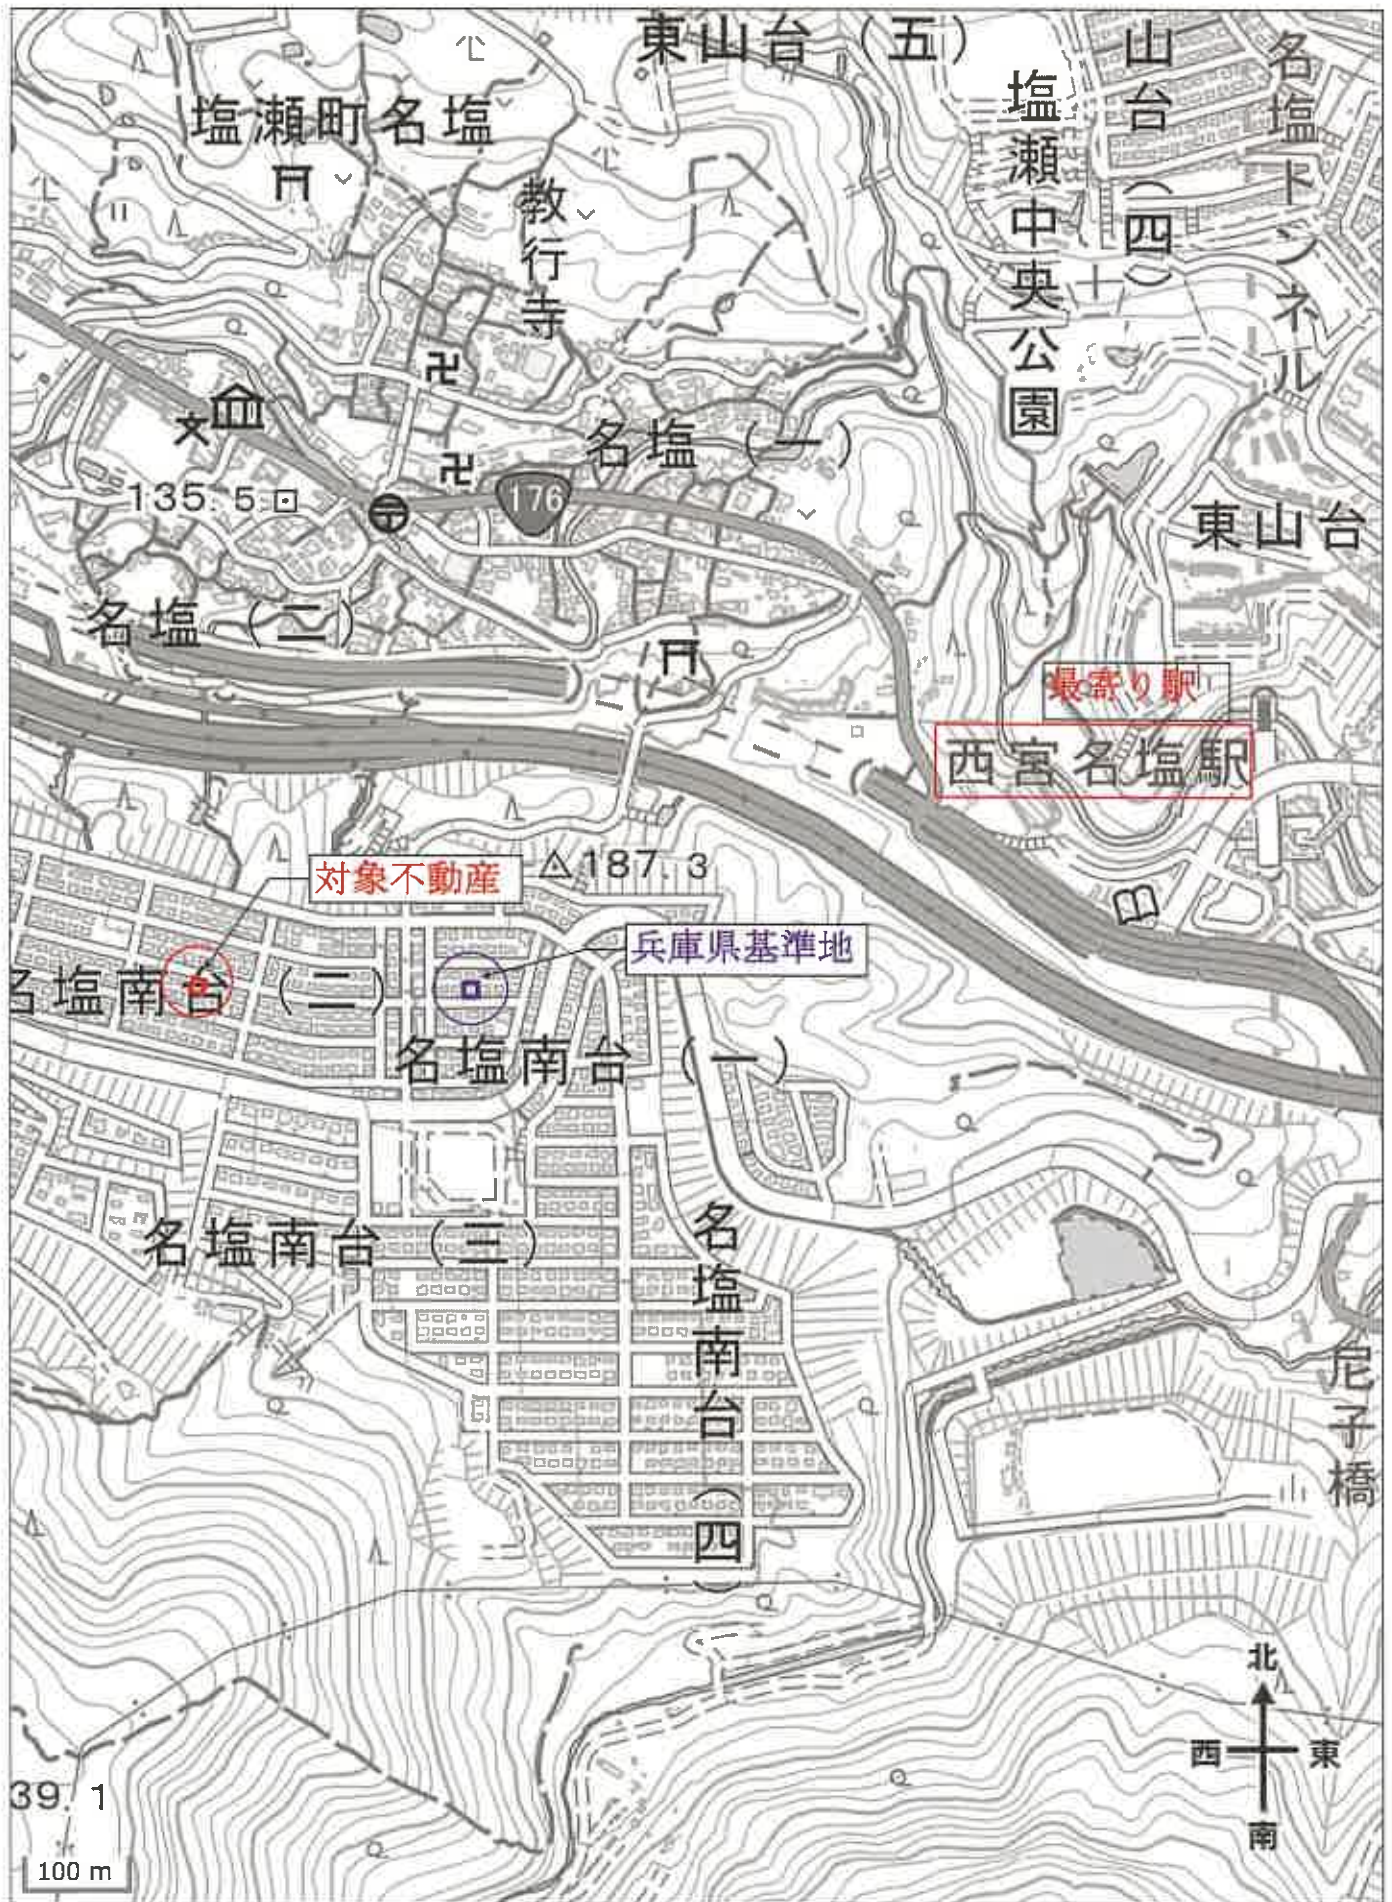 東山台（五）
塩瀬町名塩
塩瀬中央公園
山台（四）
名塩トンネル
教行寺
名塩（一）
135.5
176
東山台
名塩（二）
最寄り駅
西宮名塩駅
対象不動産
187.3
兵庫県基準地
名塩南台（二）
名塩南台（一）
名塩南台（三）
名塩南台（四）
尼子橋
北
西
東
南
39.1
100 m